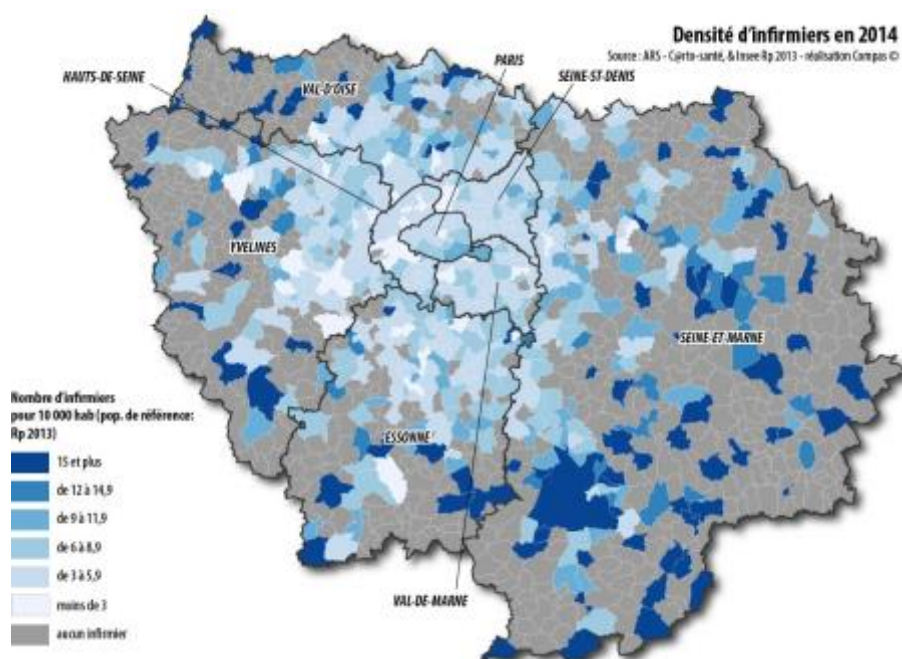 Densité d'infirmiers en 2014
Source : ARS - C@rto-santé, & Insee Rp 2013 - réalisation Compas ©
HAUTS-DE-SEINE
PARIS
SEINE-ST-DENIS
VAL-D'OISE
YVELINES
SEINE-ET-MARNE
ESSONNE
VAL-DE-MARNE
Nombre d'infirmiers
pour 10 000 hab (pop. de référence:
Rp 2013)
15 et plus
de 12 à 14,9
de 9 à 11,9
de 6 à 8,9
de 3 à 5,9
moins de 3
aucun infirmier